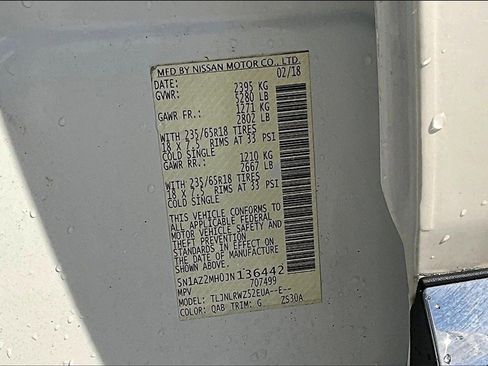 MFD BY NISSAN MOTOR CO., LTD.
DATE: 02/18
GVWR: 2395 KG
5280 LB
GAWR FR.: 1271 KG
2802 LB
WITH 235/65R18 TIRES
18 X 7.5 RIMS AT 33 PSI
COLD SINGLE
GAWR RR.: 1210 KG
2667 LB
WITH 235/65R18 TIRES
18 X 7.5 RIMS AT 33 PSI
COLD SINGLE
THIS VEHICLE CONFORMS TO
ALL APPLICABLE FEDERAL
MOTOR VEHICLE SAFETY AND
THEFT PREVENTION
STANDARDS IN EFFECT ON
THE DATE OF MANUFACTURE
SHOWN ABOVE.
5N1AZ2MH0JN136442
MPV 707499
MODEL: TLJNLRWZ52EUA--E--
COLOR: QAB TRIM: G ZS30A